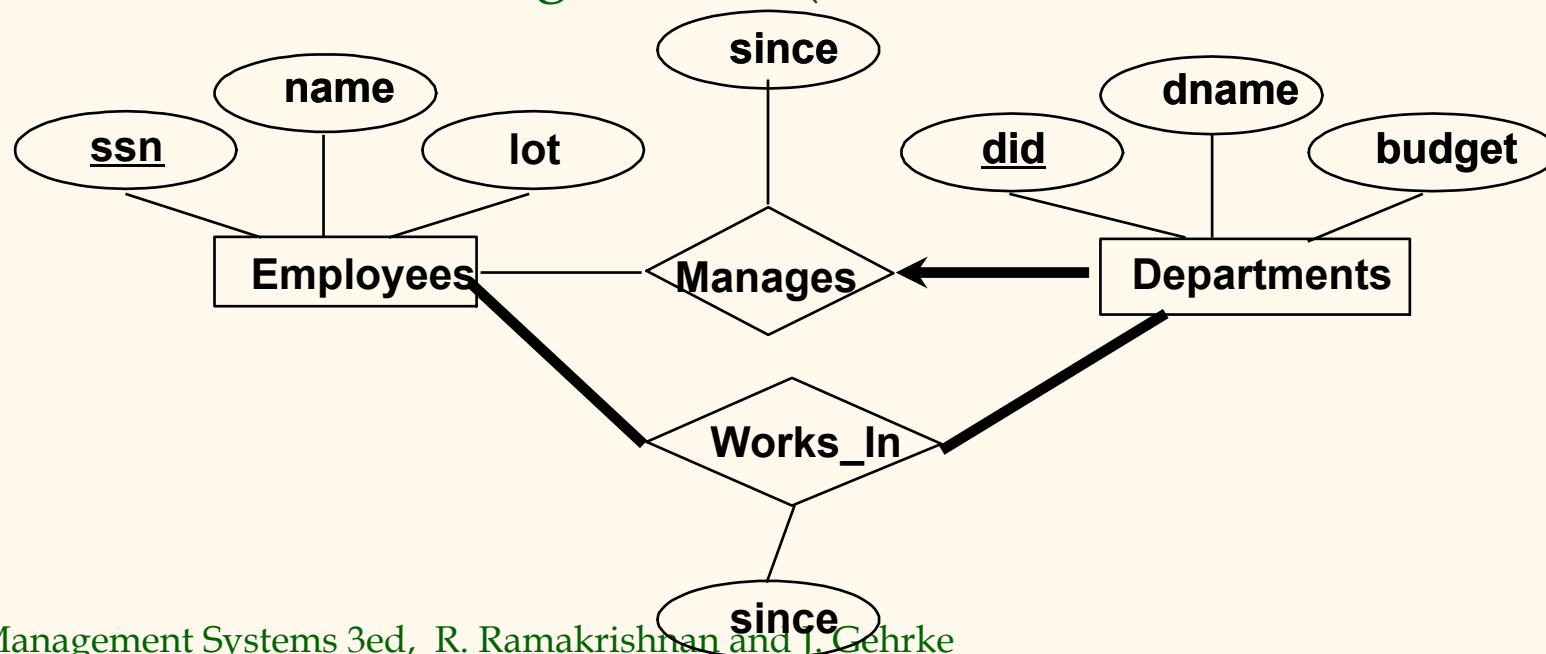 since
name
dname
ssn
lot
did
budget
Employees
Manages
Departments
Works_In
since
Management Systems 3ed, R. Ramakrishnan and J. Gehrke